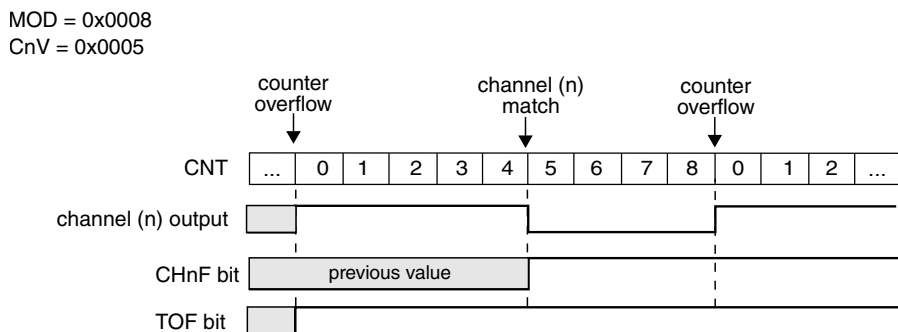 MOD = 0x0008
CnV = 0x0005
counter
overflow
channel (n)
match
counter
overflow
CNT ... 0 1 2 3 4 5 6 7 8 0 1 2 ...
channel (n) output
CHnF bit previous value
TOF bit